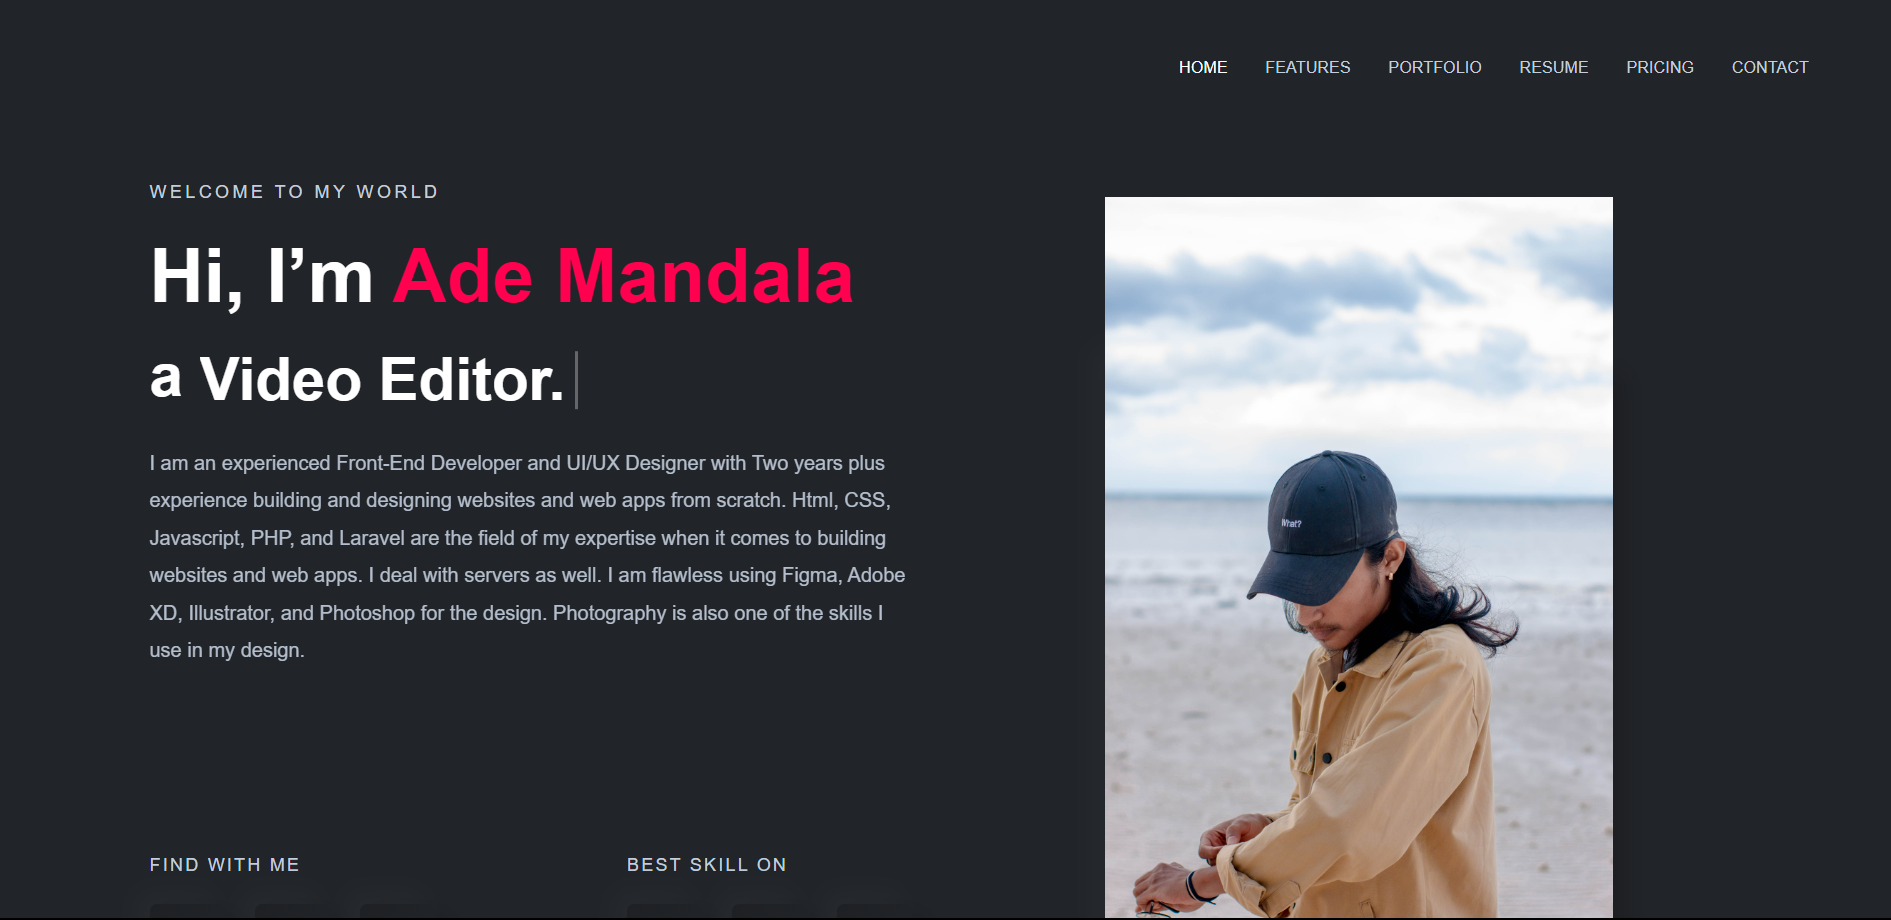 HOME FEATURES PORTFOLIO RESUME PRICING CONTACT
WELCOME TO MY WORLD
Hi, I’m Ade Mandala
a Video Editor.
I am an experienced Front-End Developer and UI/UX Designer with Two years plus
experience building and designing websites and web apps from scratch. Html, CSS,
Javascript, PHP, and Laravel are the field of my expertise when it comes to building
websites and web apps. I deal with servers as well. I am flawless using Figma, Adobe
XD, Illustrator, and Photoshop for the design. Photography is also one of the skills I
use in my design.
What?
FIND WITH ME
BEST SKILL ON